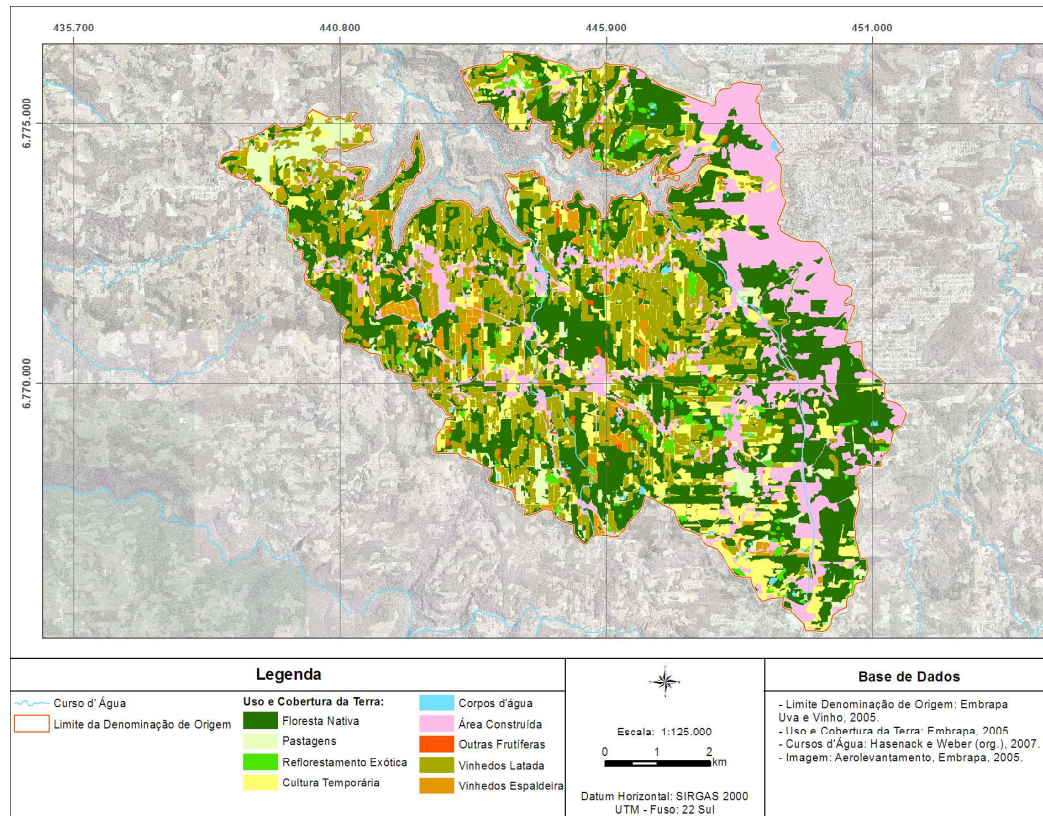 435.700
440.800
445.900
451.000
6.775.000
6.770.000
Legenda
Curso d' Água
Limite da Denominação de Origem
Uso e Cobertura da Terra:
Floresta Nativa
Pastagens
Reflorestamento Exótica
Cultura Temporária
Corpos d'água
Área Construída
Outras Frutíferas
Vinhedos Latada
Vinhedos Espaldeira
Escala: 1:125.000
0 1 2
km
Datum Horizontal: SIRGAS 2000
UTM - Fuso: 22 Sul
Base de Dados
- Limite Denominação de Origem: Embrapa
Uva e Vinho, 2005.
- Uso e Cobertura da Terra: Embrapa, 2005
- Cursos d'Água: Hasenack e Weber (org.), 2007.
- Imagem: Aerolevantamento, Embrapa, 2005.